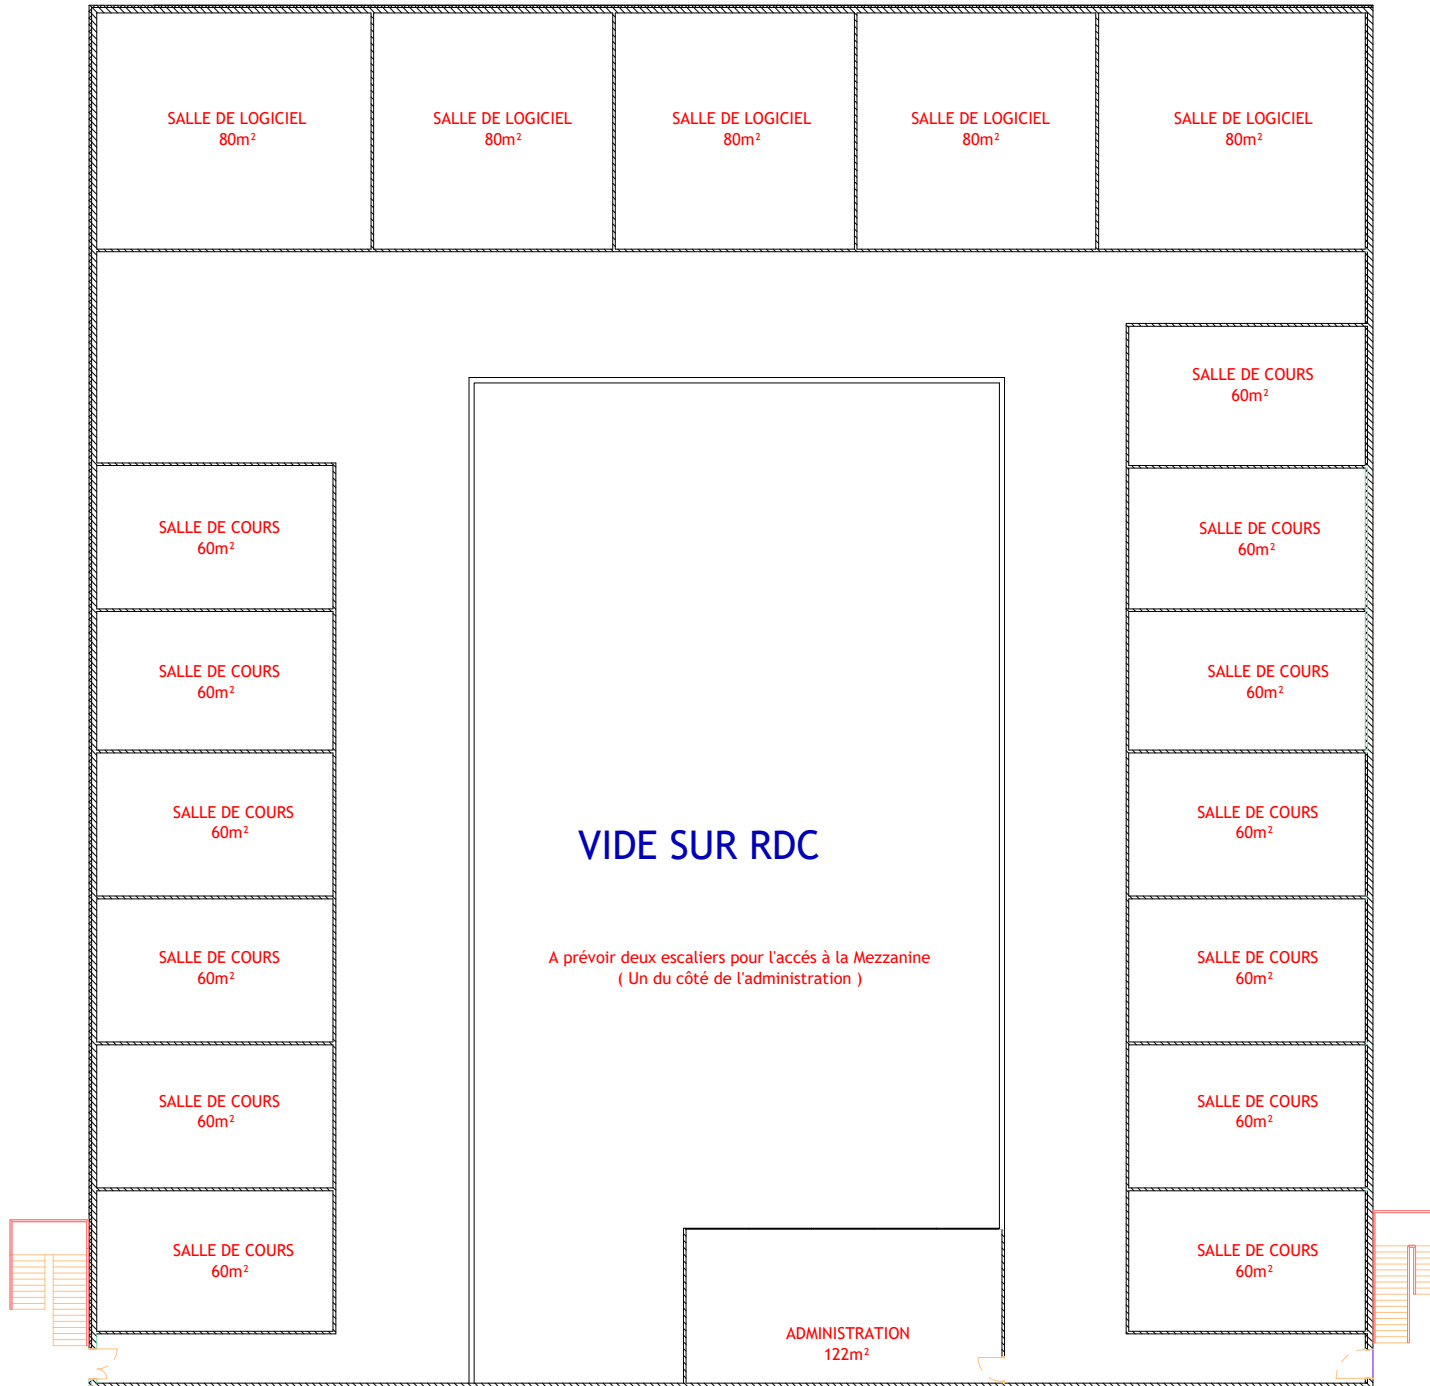 SALLE DE LOGICIEL
80m²
SALLE DE LOGICIEL
80m²
SALLE DE LOGICIEL
80m²
SALLE DE LOGICIEL
80m²
SALLE DE LOGICIEL
80m²
SALLE DE COURS
60m²
SALLE DE COURS
60m²
SALLE DE COURS
60m²
SALLE DE COURS
60m²
SALLE DE COURS
60m²
SALLE DE COURS
60m²
SALLE DE COURS
60m²
VIDE SUR RDC
SALLE DE COURS
60m²
SALLE DE COURS
60m²
A prévoir deux escaliers pour l'accés à la Mezzanine
( Un du côté de l'administration )
SALLE DE COURS
60m²
SALLE DE COURS
60m²
SALLE DE COURS
60m²
SALLE DE COURS
60m²
SALLE DE COURS
60m²
SALLE DE COURS
60m²
ADMINISTRATION
122m²